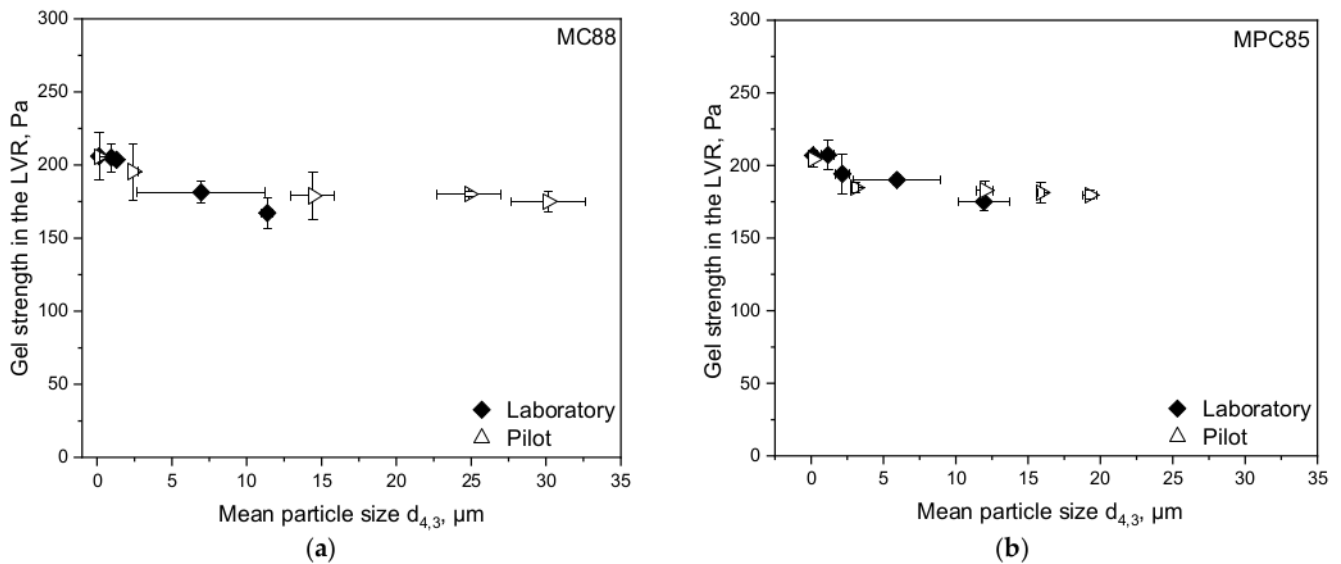 300
250
200
150
100
50
0
Gel strength in the LVR, Pa
MC88
Laboratory
Pilot
0 5 10 15 20 25 30 35
Mean particle size d4,3, μm
(a)
300
250
200
150
100
50
0
Gel strength in the LVR, Pa
MPC85
Laboratory
Pilot
0 5 10 15 20 25 30 35
Mean particle size d4,3, μm
(b)